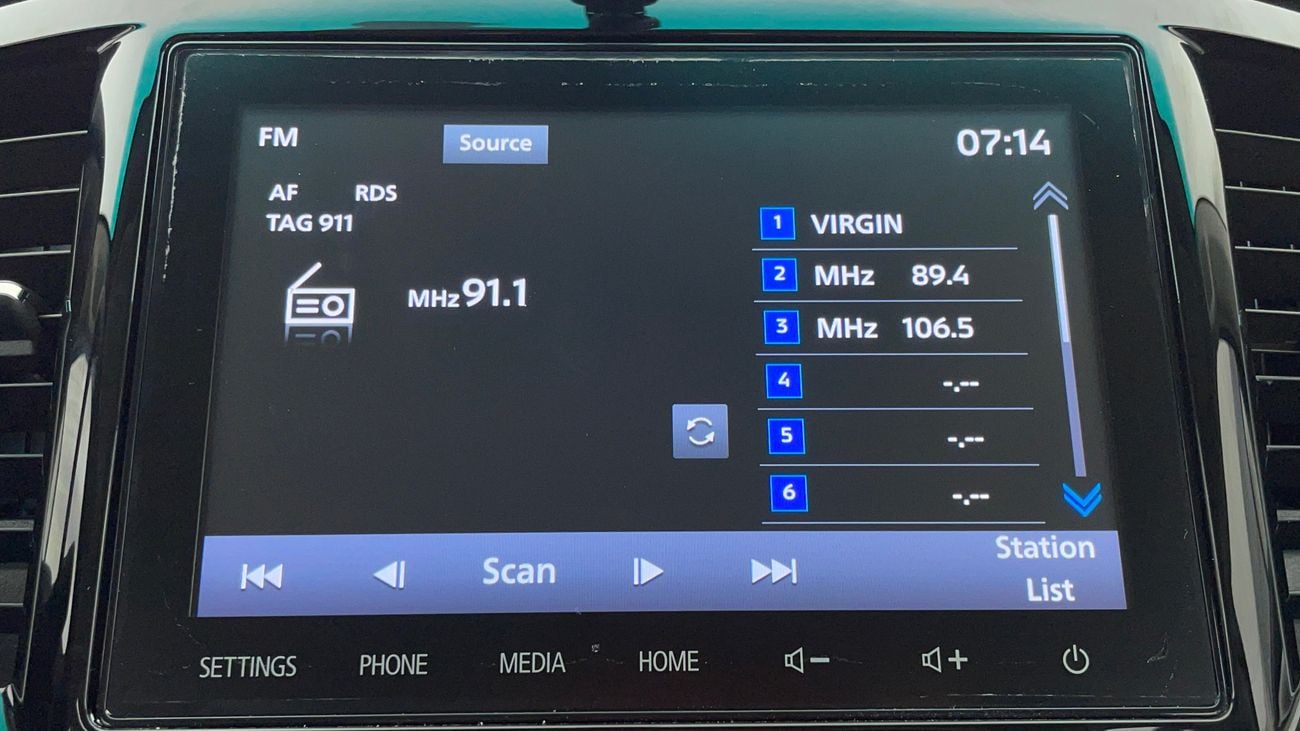 FM
Source
07:14
AF RDS
TAG 911
MHz 91.1
1 VIRGIN
2 MHz 89.4
3 MHz 106.5
4 -.--
5 -.--
6 -.--
Scan
Station
List
SETTINGS PHONE MEDIA HOME